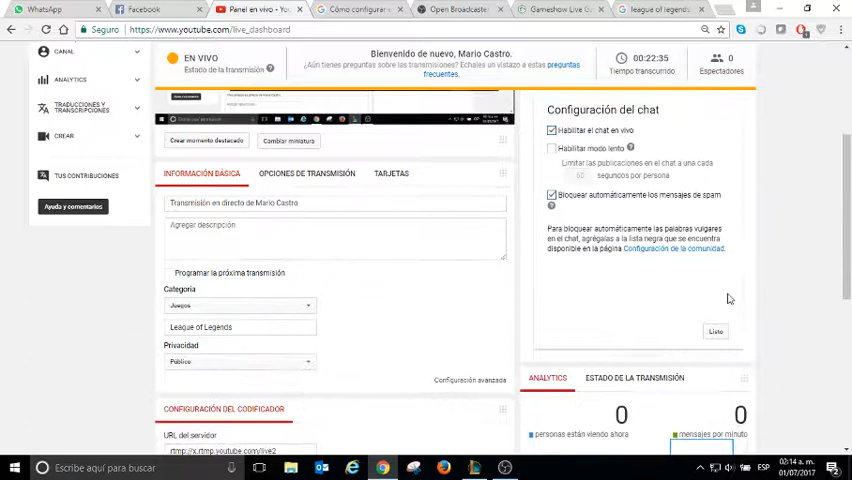 WhatsApp
Facebook
Panel en vivo - You
Cómo configurar e
Open Broadcaster
Gameshow Live G
league of legends
Seguro
https://www.youtube.com/live_dashboard
CANAL
ANALYTICS
TRADUCCIONES Y
TRANSCRIPCIONES
CREAR
TUS CONTRIBUCIONES
Ayuda y comentarios
EN VIVO
Estado de la transmisión
Bienvenido de nuevo, Mario Castro.
¿Aún tienes preguntas sobre las transmisiones? Échales un vistazo a estas preguntas
frecuentes.
00:22:35
Tiempo transcurrido
0
Espectadores
Crear momento destacado
Cambiar miniatura
INFORMACIÓN BÁSICA
OPCIONES DE TRANSMISIÓN
TARJETAS
Transmisión en directo de Mario Castro
Agregar descripción
Programar la próxima transmisión
Categoría
Juegos
League of Legends
Privacidad
Público
Configuración avanzada
CONFIGURACIÓN DEL CODIFICADOR
URL del servidor
rtmp://x.rtmp.youtube.com/live2
Configuración del chat
Habilitar el chat en vivo
Habilitar modo lento
Limitar las publicaciones en el chat a una cada
60 segundos por persona
Bloquear automáticamente los mensajes de spam
Para bloquear automáticamente las palabras vulgares
en el chat, agrégalas a la lista negra que se encuentra
disponible en la página Configuración de la comunidad.
Listo
ANALYTICS
ESTADO DE LA TRANSMISIÓN
0
personas están viendo ahora
0
mensajes por minuto
Escribe aquí para buscar
ESP
02:14 a. m.
01/07/2017